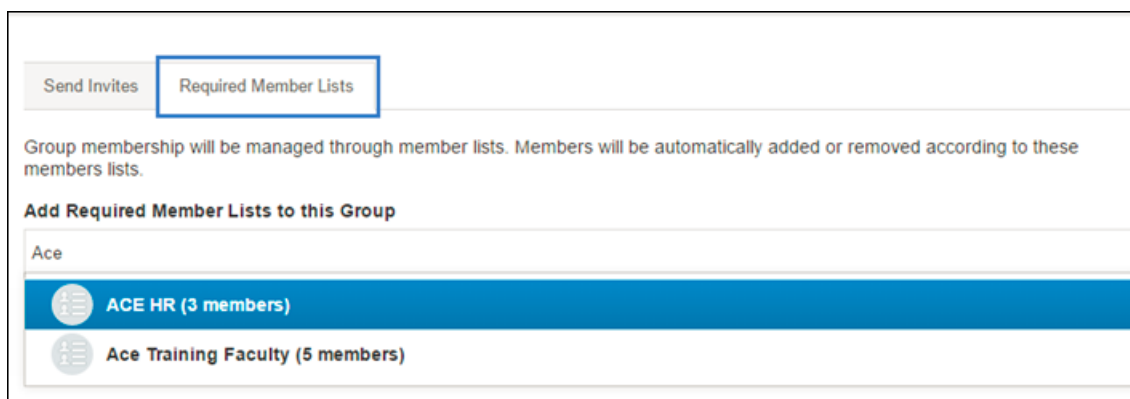 Send Invites
Required Member Lists
Group membership will be managed through member lists. Members will be automatically added or removed according to these
members lists.
Add Required Member Lists to this Group
Ace
ACE HR (3 members)
Ace Training Faculty (5 members)